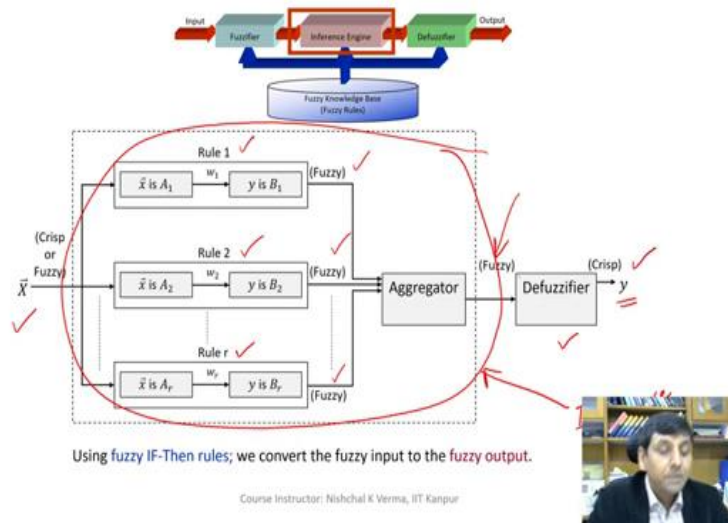 Input
Fuzzifier
Inference Engine
Defuzzifier
Output
Fuzzy Knowledge Base
(Fuzzy Rules)
Rule 1
x⃗ is A₁
w₁
y is B₁
(Fuzzy)
(Crisp
or
Fuzzy)
X⃗
Rule 2
x⃗ is A₂
w₂
y is B₂
(Fuzzy)
Aggregator
(Fuzzy)
Defuzzifier
(Crisp)
y
Rule r
x⃗ is Aᵣ
wᵣ
y is Bᵣ
(Fuzzy)
Using fuzzy IF-Then rules; we convert the fuzzy input to the fuzzy output.
Course Instructor: Nishchal K Verma, IIT Kanpur